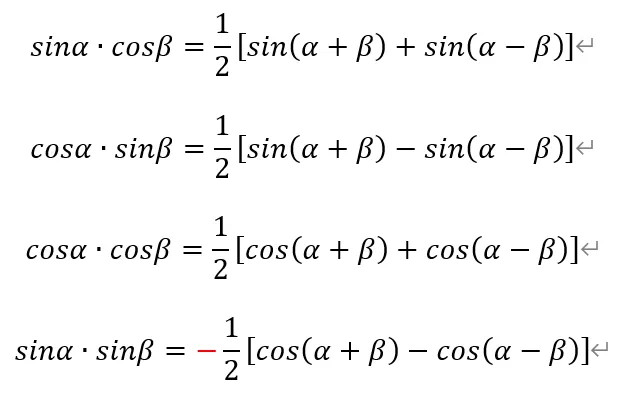 sinα · cosβ = 1/2 [sin(α + β) + sin(α − β)]↵
cosα · sinβ = 1/2 [sin(α + β) − sin(α − β)]↵
cosα · cosβ = 1/2 [cos(α + β) + cos(α − β)]↵
sinα · sinβ = − 1/2 [cos(α + β) − cos(α − β)]↵